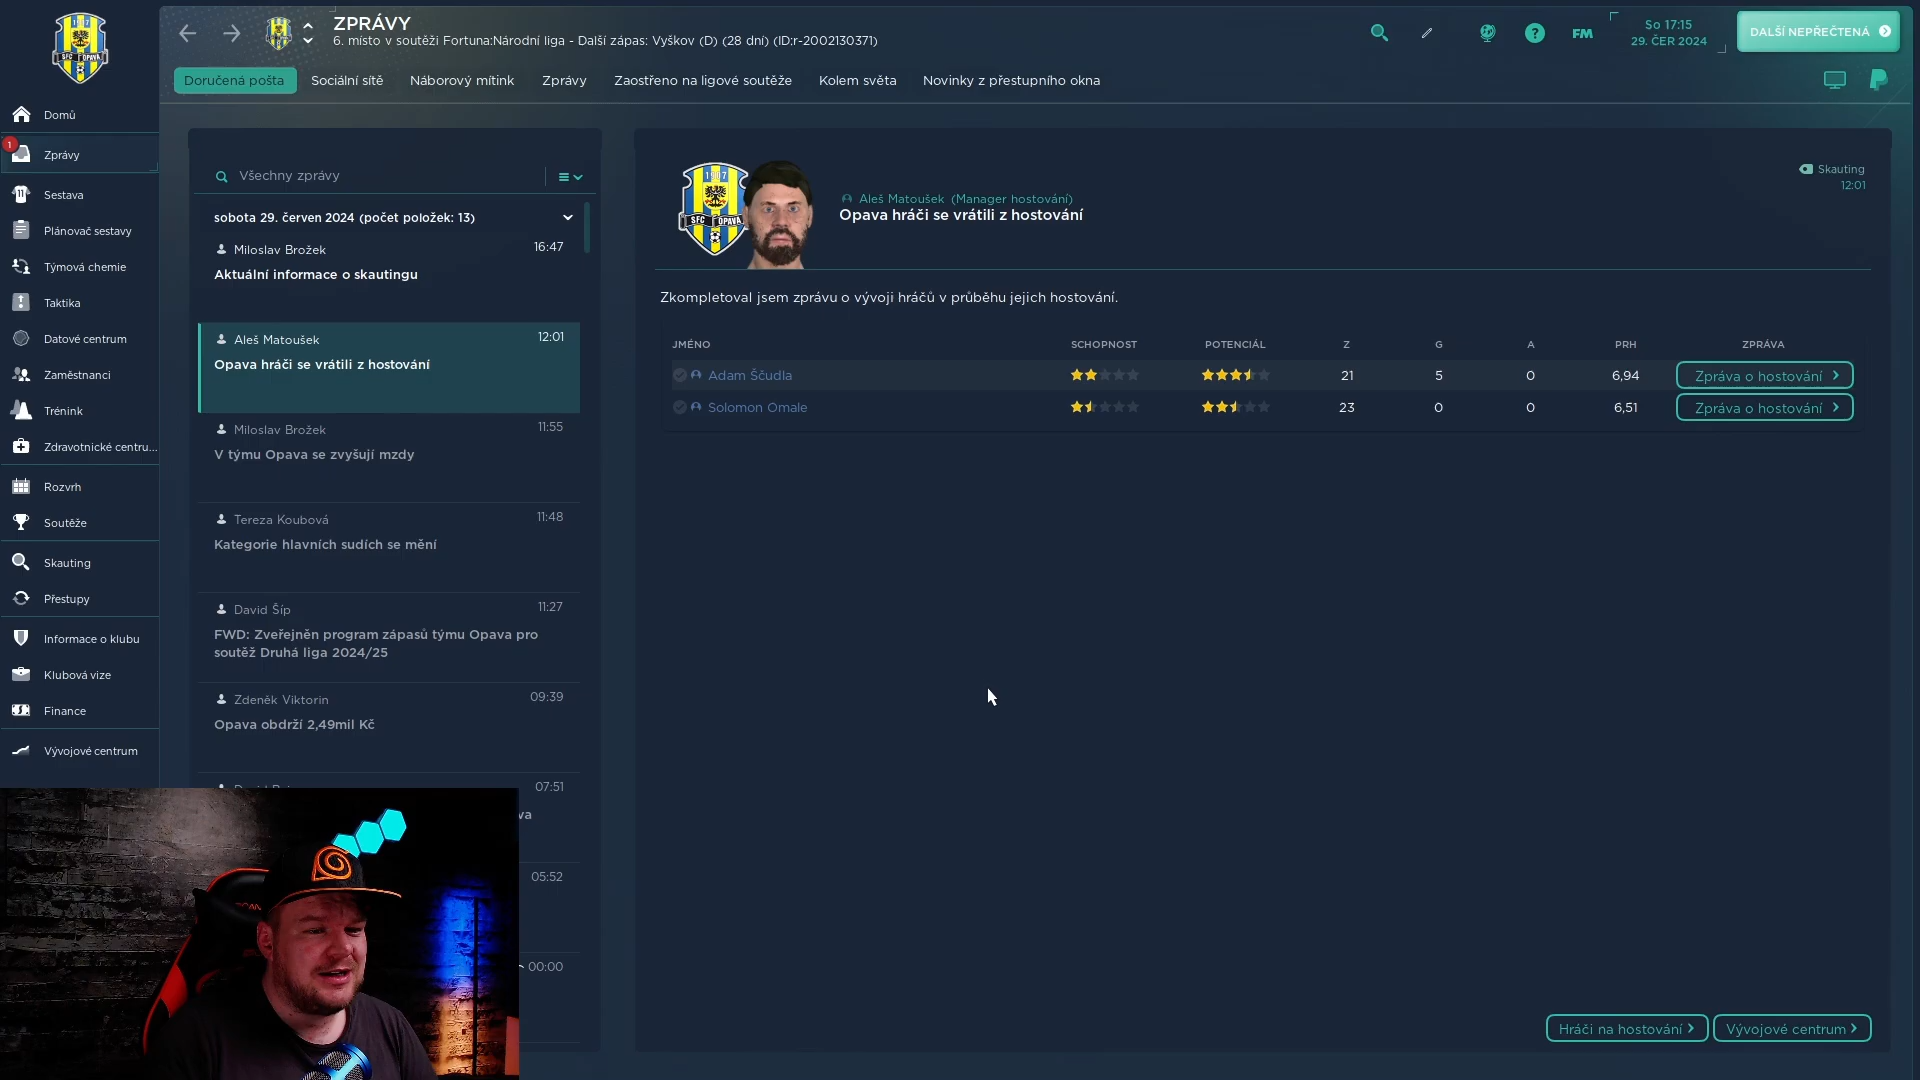 ZPRÁVY
6. místo v soutěži Fortuna:Národní liga - Další zápas: Vyškov (D) (28 dní) (ID:r-2002130371)
FM
So 17:15
29. ČER 2024
DALŠÍ NEPŘEČTENÁ
Doručená pošta
Sociální sítě
Náborový mítink
Zprávy
Zaostřeno na ligové soutěže
Kolem světa
Novinky z přestupního okna
Domů
1
Zprávy
Sestava
Plánovač sestavy
Týmová chemie
Taktika
Datové centrum
Zaměstnanci
Trénink
Zdravotnické centru...
Rozvrh
Soutěže
Skauting
Přestupy
Informace o klubu
Klubová vize
Finance
Vývojové centrum
Všechny zprávy
sobota 29. červen 2024 (počet položek: 13)
Miloslav Brožek 16:47
Aktuální informace o skautingu
Aleš Matoušek 12:01
Opava hráči se vrátili z hostování
Miloslav Brožek 11:55
V týmu Opava se zvyšují mzdy
Tereza Koubová 11:48
Kategorie hlavních sudích se mění
David Šíp 11:27
FWD: Zveřejněn program zápasů týmu Opava pro
soutěž Druhá liga 2024/25
Zdeněk Viktorin 09:39
Opava obdrží 2,49mil Kč
07:51
va
05:52
00:00
1907
SFC OPAVA
Aleš Matoušek (Manager hostování)
Opava hráči se vrátili z hostování
Skauting
12:01
Zkompletoval jsem zprávu o vývoji hráčů v průběhu jejich hostování.
JMÉNO SCHOPNOST POTENCIÁL Z G A PRH ZPRÁVA
Adam Ščudla 21 5 0 6,94 Zpráva o hostování
Solomon Omale 23 0 0 6,51 Zpráva o hostování
Hráči na hostování
Vývojové centrum